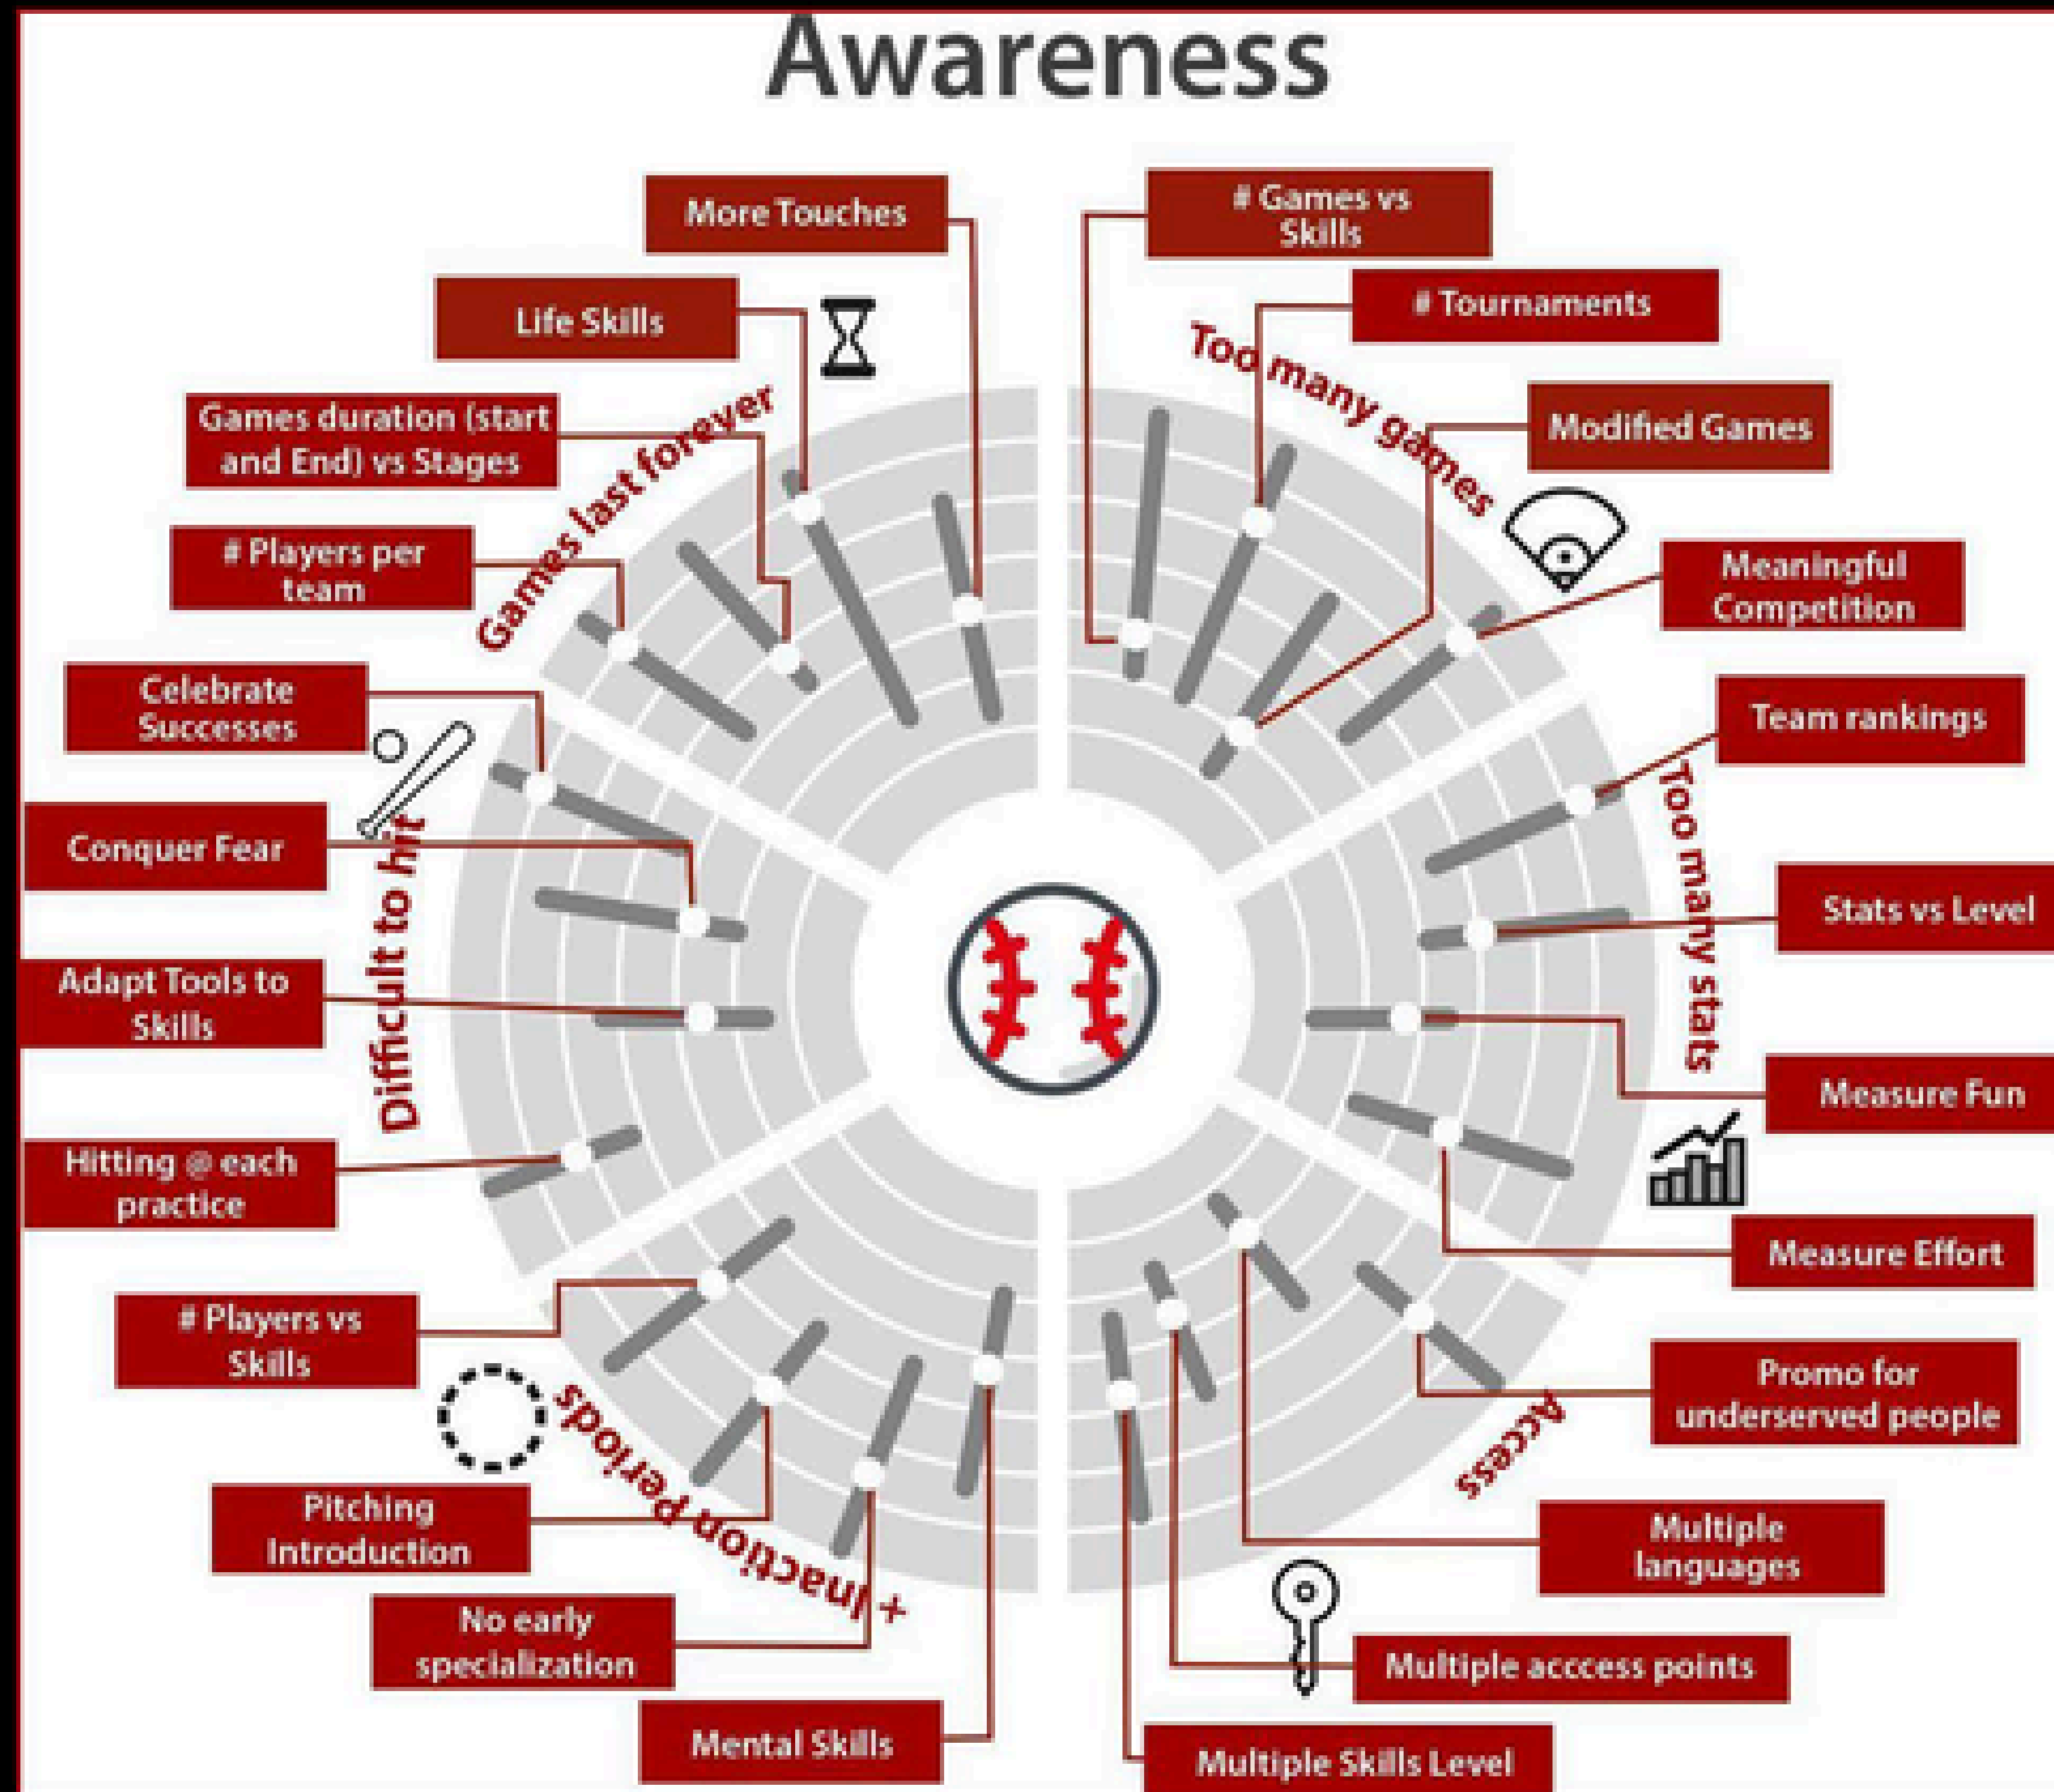 Awareness
More Touches
# Games vs
Skills
Life Skills
# Tournaments
Too many games
Games duration (start
and End) vs Stages
Games last forever
Modified Games
# Players per
team
Meaningful
Competition
Celebrate
Successes
Team rankings
Conquer Fear
Difficult to hit
Too many stats
Stats vs Level
Adapt Tools to
Skills
Measure Fun
Hitting @ each
practice
Measure Effort
# Players vs
Skills
Promo for
underserved people
Access
+ Inaction Periods
Pitching
Introduction
Multiple
languages
No early
specialization
Multiple acccess points
Mental Skills
Multiple Skills Level